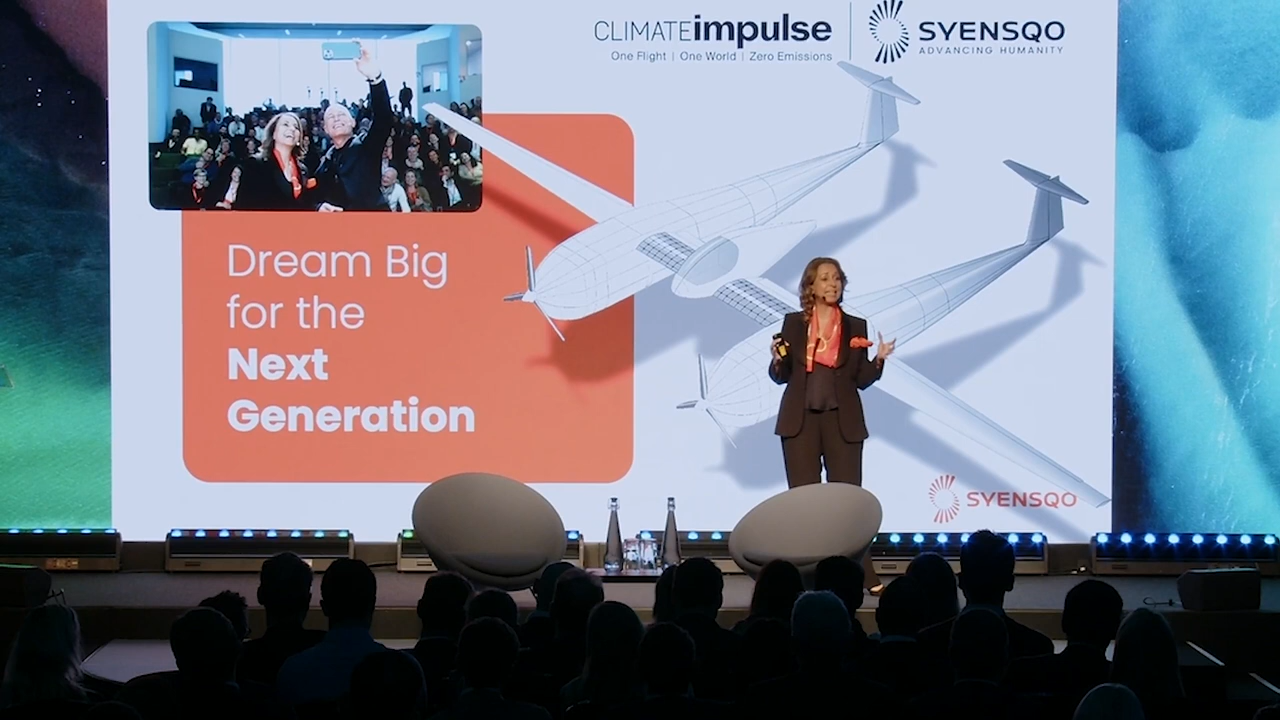 CLIMATEimpulse
One Flight | One World | Zero Emissions
SYENSQO
ADVANCING HUMANITY
Dream Big
for the
Next
Generation
SYENSQO